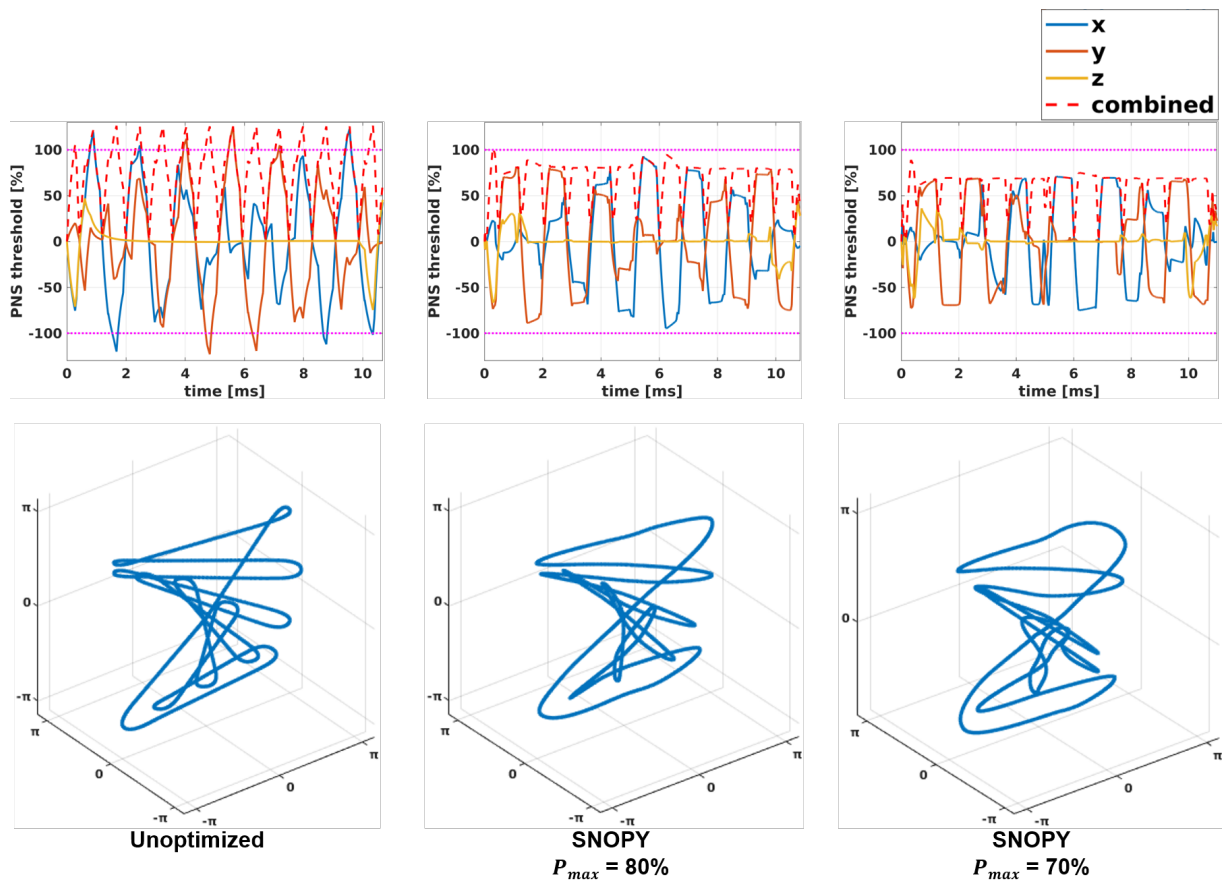 x
y
z
combined
PNS threshold [%]
100
50
0
-50
-100
0 2 4 6 8 10
time [ms]
PNS threshold [%]
100
50
0
-50
-100
0 2 4 6 8 10
time [ms]
PNS threshold [%]
100
50
0
-50
-100
0 2 4 6 8 10
time [ms]
π
0
-π
π
0
-π
-π
0
π
π
0
-π
π
0
-π
-π
0
π
π
0
-π
π
0
-π
-π
0
π
Unoptimized
SNOPY
P_max = 80%
SNOPY
P_max = 70%